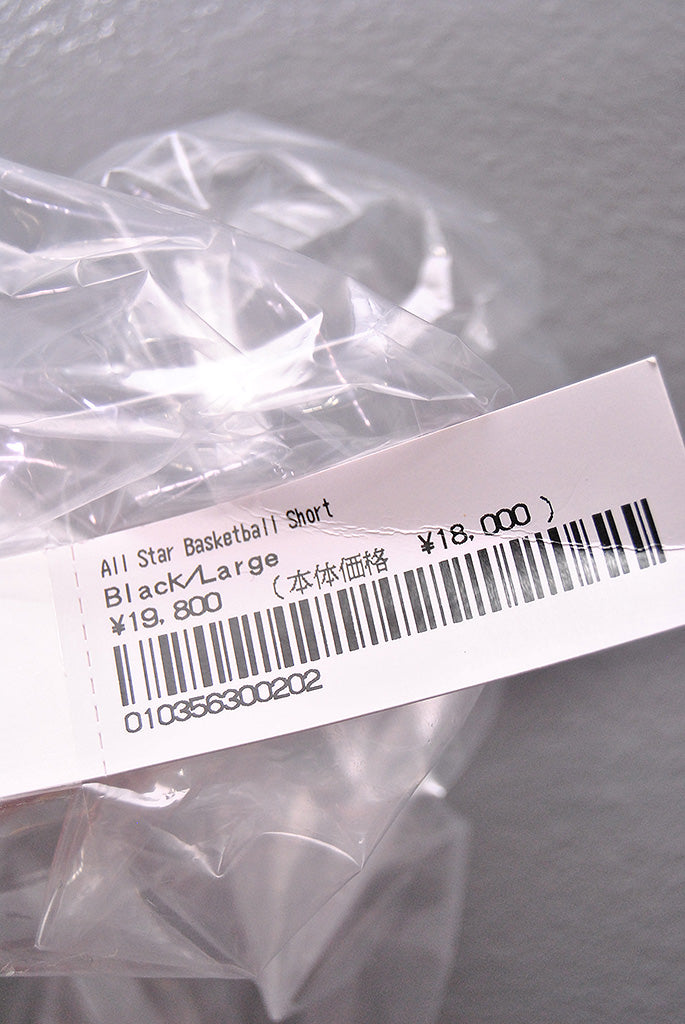 All Star Basketball Short
Black/Large
¥19,800 (本体価格 ¥18,000 )
010356300202